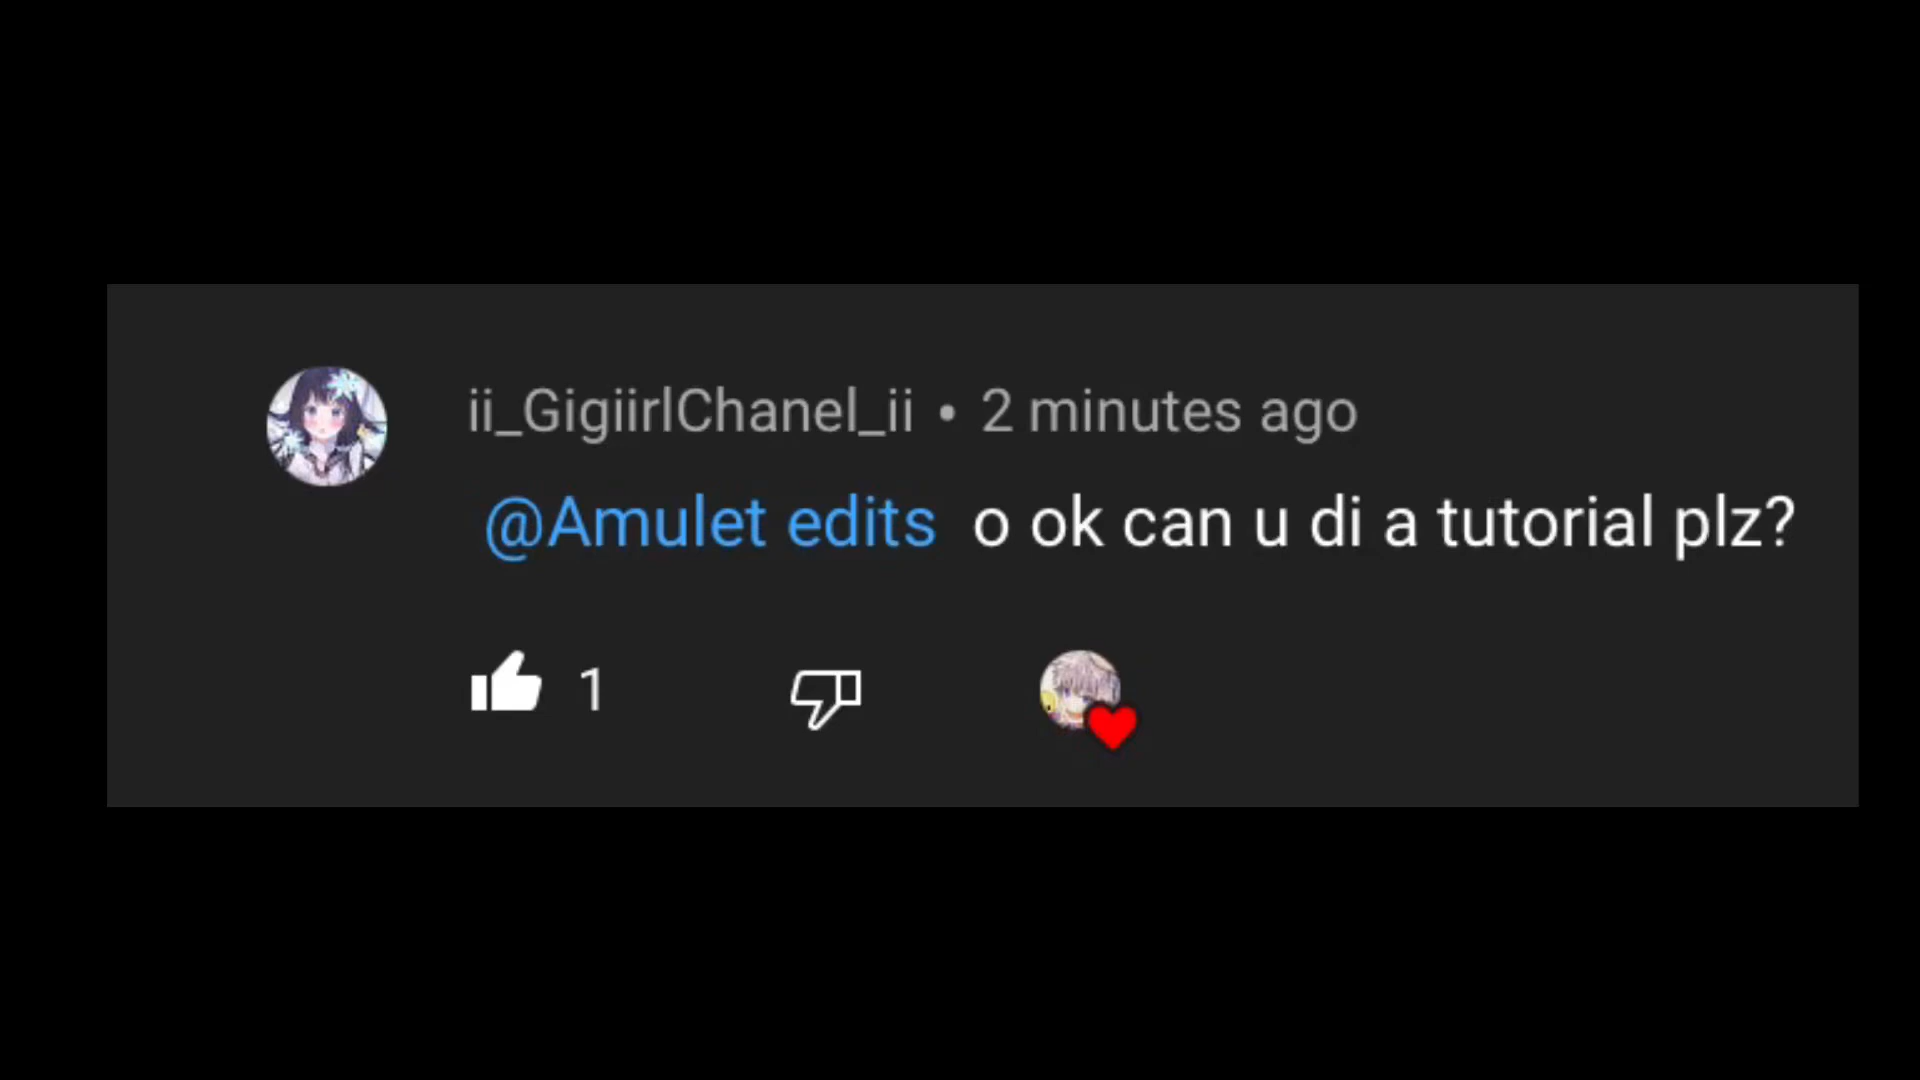 ii_GigiirlChanel_ii • 2 minutes ago
@Amulet edits o ok can u di a tutorial plz?
1